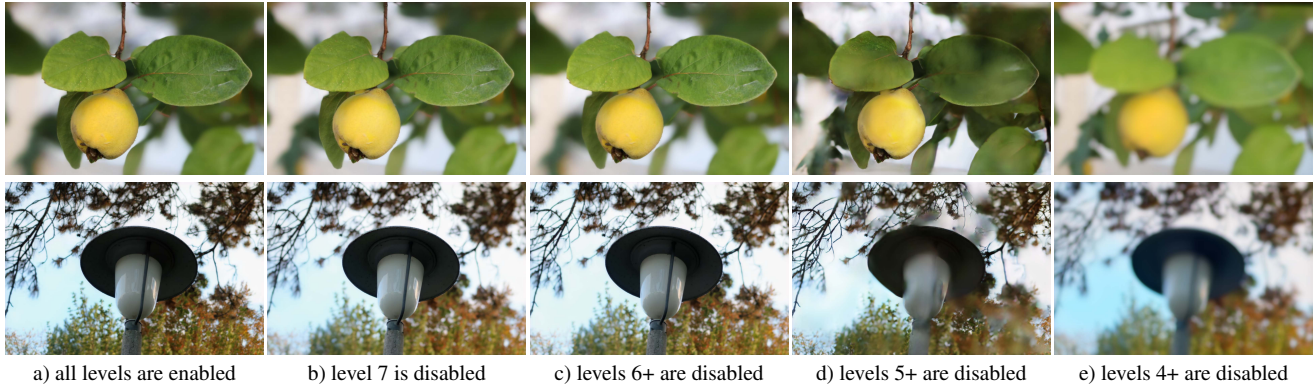 a) all levels are enabled
b) level 7 is disabled
c) levels 6+ are disabled
d) levels 5+ are disabled
e) levels 4+ are disabled